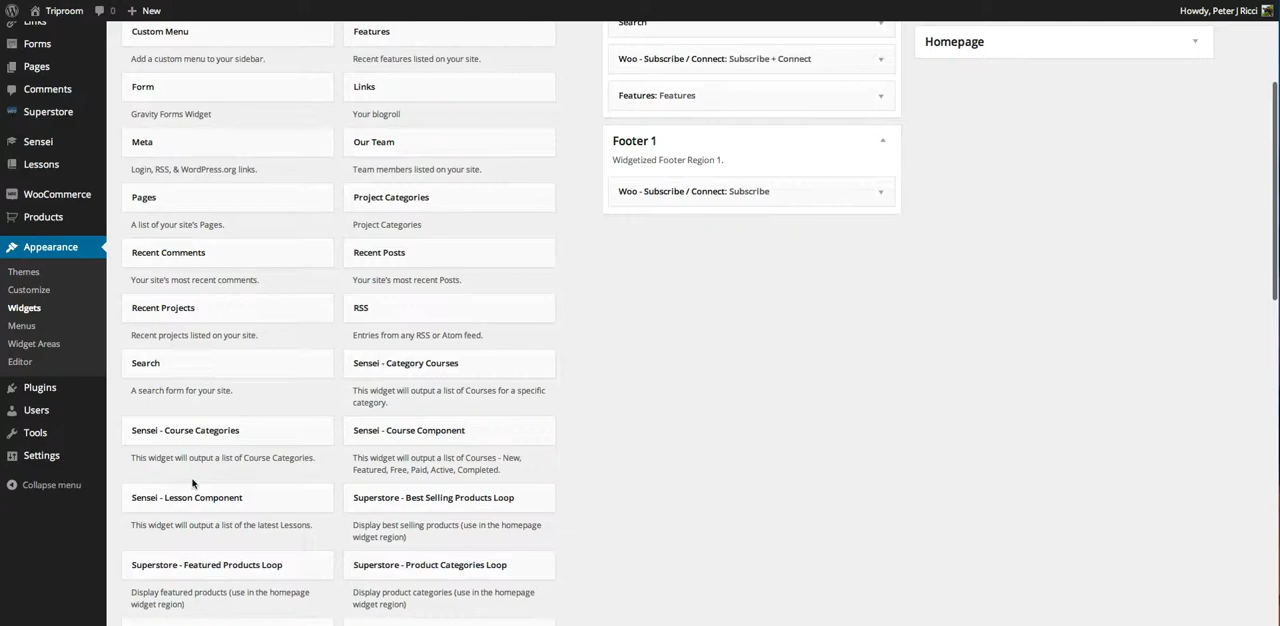 Triproom 0 New Howdy, Peter J Ricci
Links
Forms
Pages
Comments
Superstore
Sensei
Lessons
WooCommerce
Products
Appearance
Themes
Customize
Widgets
Menus
Widget Areas
Editor
Plugins
Users
Tools
Settings
Collapse menu
Custom Menu Features
Add a custom menu to your sidebar. Recent features listed on your site.
Form Links
Gravity Forms Widget Your blogroll
Meta Our Team
Login, RSS, & WordPress.org links. Team members listed on your site.
Pages Project Categories
A list of your site's Pages. Project Categories
Recent Comments Recent Posts
Your site's most recent comments. Your site's most recent Posts.
Recent Projects RSS
Recent projects listed on your site. Entries from any RSS or Atom feed.
Search Sensei - Category Courses
A search form for your site. This widget will output a list of Courses for a specific
category.
Sensei - Course Categories Sensei - Course Component
This widget will output a list of Course Categories. This widget will output a list of Courses - New,
Featured, Free, Paid, Active, Completed.
Sensei - Lesson Component Superstore - Best Selling Products Loop
This widget will output a list of the latest Lessons. Display best selling products (use in the homepage
widget region)
Superstore - Featured Products Loop Superstore - Product Categories Loop
Display featured products (use in the homepage Display product categories (use in the homepage
widget region) widget region)
Search
Woo - Subscribe / Connect: Subscribe + Connect
Features: Features
Footer 1
Widgetized Footer Region 1.
Woo - Subscribe / Connect: Subscribe
Homepage